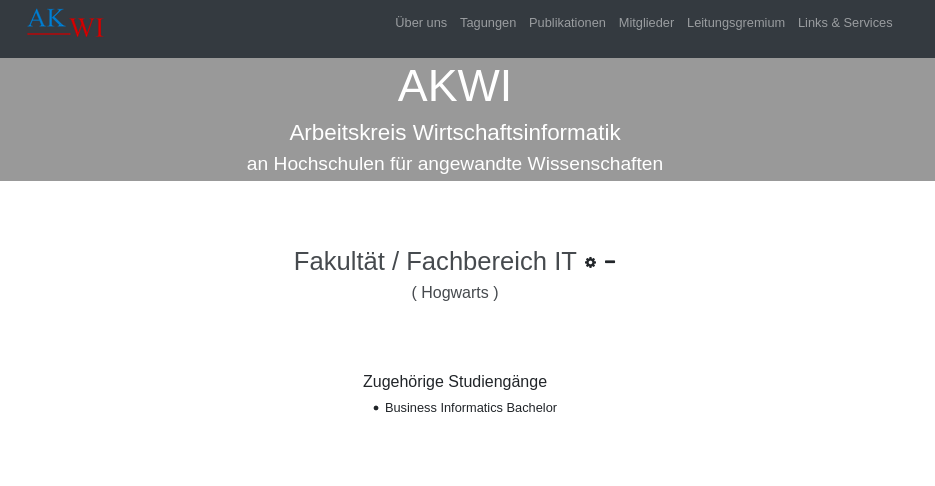 AKWI
Über uns Tagungen Publikationen Mitglieder Leitungsgremium Links & Services
AKWI
Arbeitskreis Wirtschaftsinformatik
an Hochschulen für angewandte Wissenschaften
Fakultät / Fachbereich IT
( Hogwarts )
Zugehörige Studiengänge
• Business Informatics Bachelor